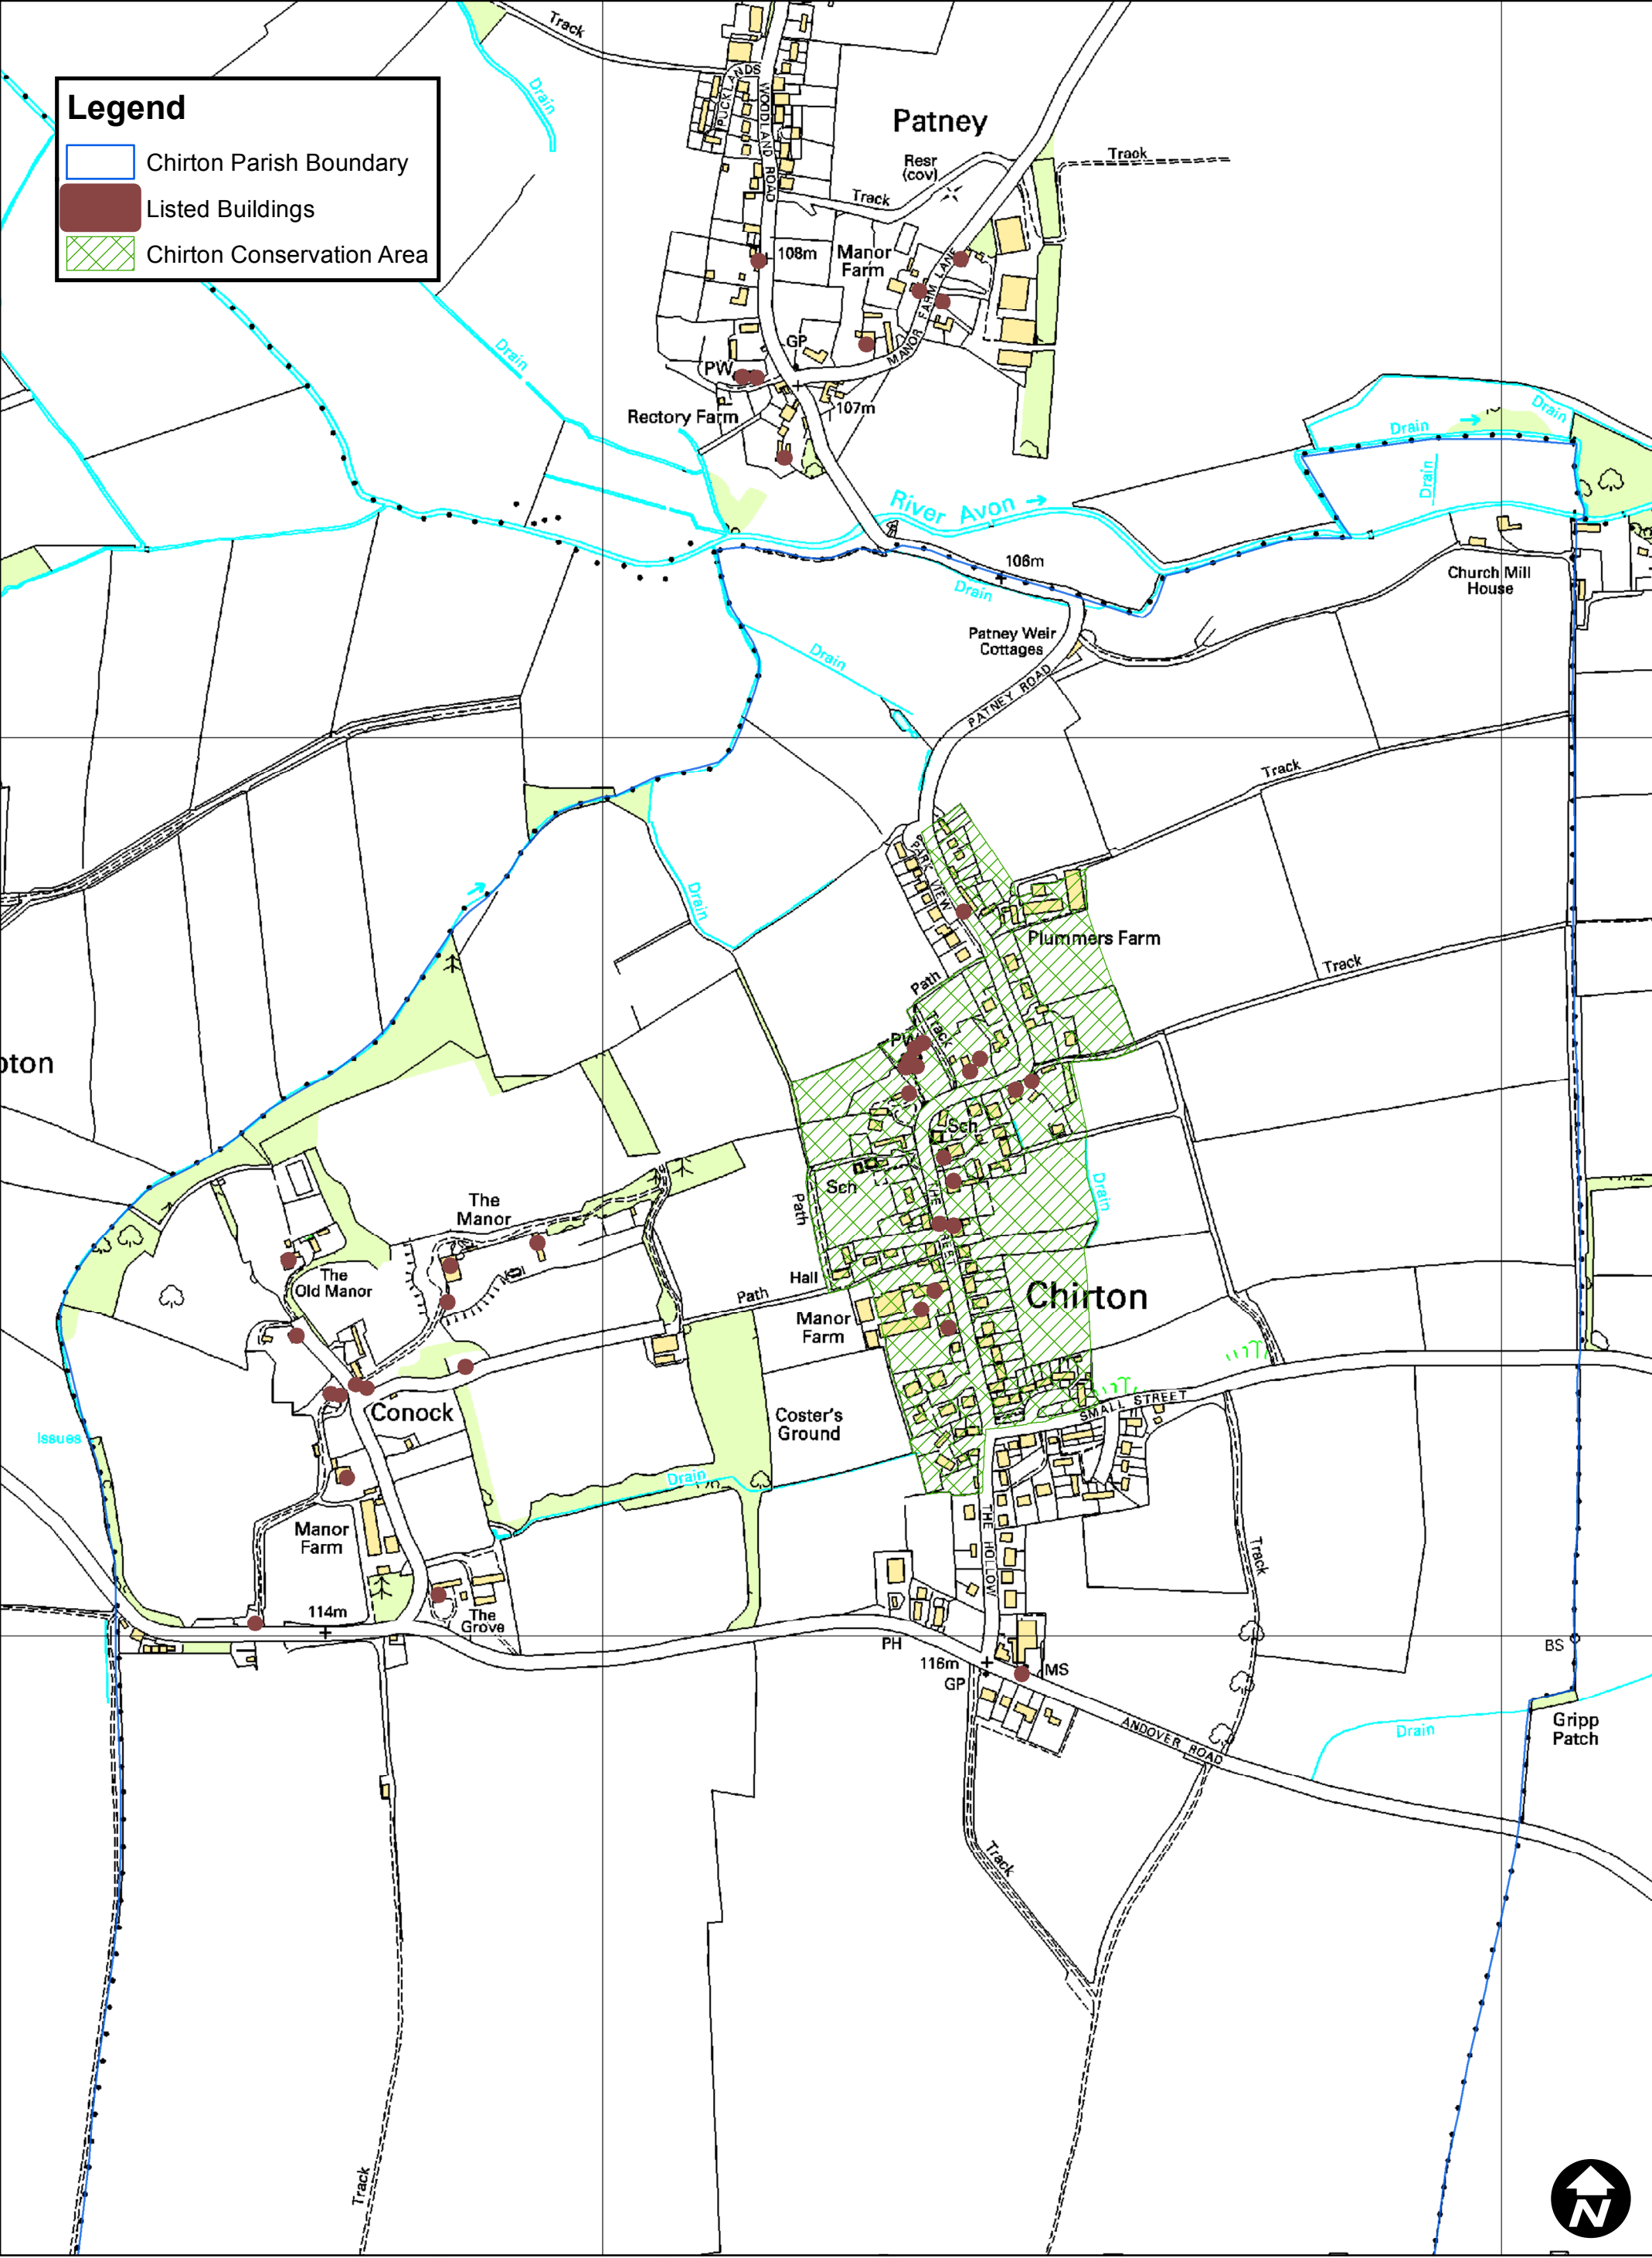 Track
Drain
PUCKLANDS
WOODLAND ROAD
Legend
Chirton Parish Boundary
Listed Buildings
Chirton Conservation Area
Patney
Resr
(cov)
Track
Track
108m
Manor
Farm
MANOR FARM LANE
Drain
GP
PW
107m
Rectory Farm
Drain
Drain
Drain
River Avon
106m
Drain
Church Mill
House
Patney Weir
Cottages
Drain
PATNEY ROAD
Track
PARK VIEW
Drain
Plummers Farm
Track
Path
Track
PW
pton
Sch
Sch
THE STREET
Path
Drain
The
Manor
The
Old Manor
Hall
Path
Chirton
Manor
Farm
SMALL STREET
Conock
Coster's
Ground
Issues
Drain
THE HOLLOW
Manor
Farm
Track
114m
The
Grove
PH
116m
GP
MS
BS
ANDOVER ROAD
Drain
Gripp
Patch
Track
Track
N